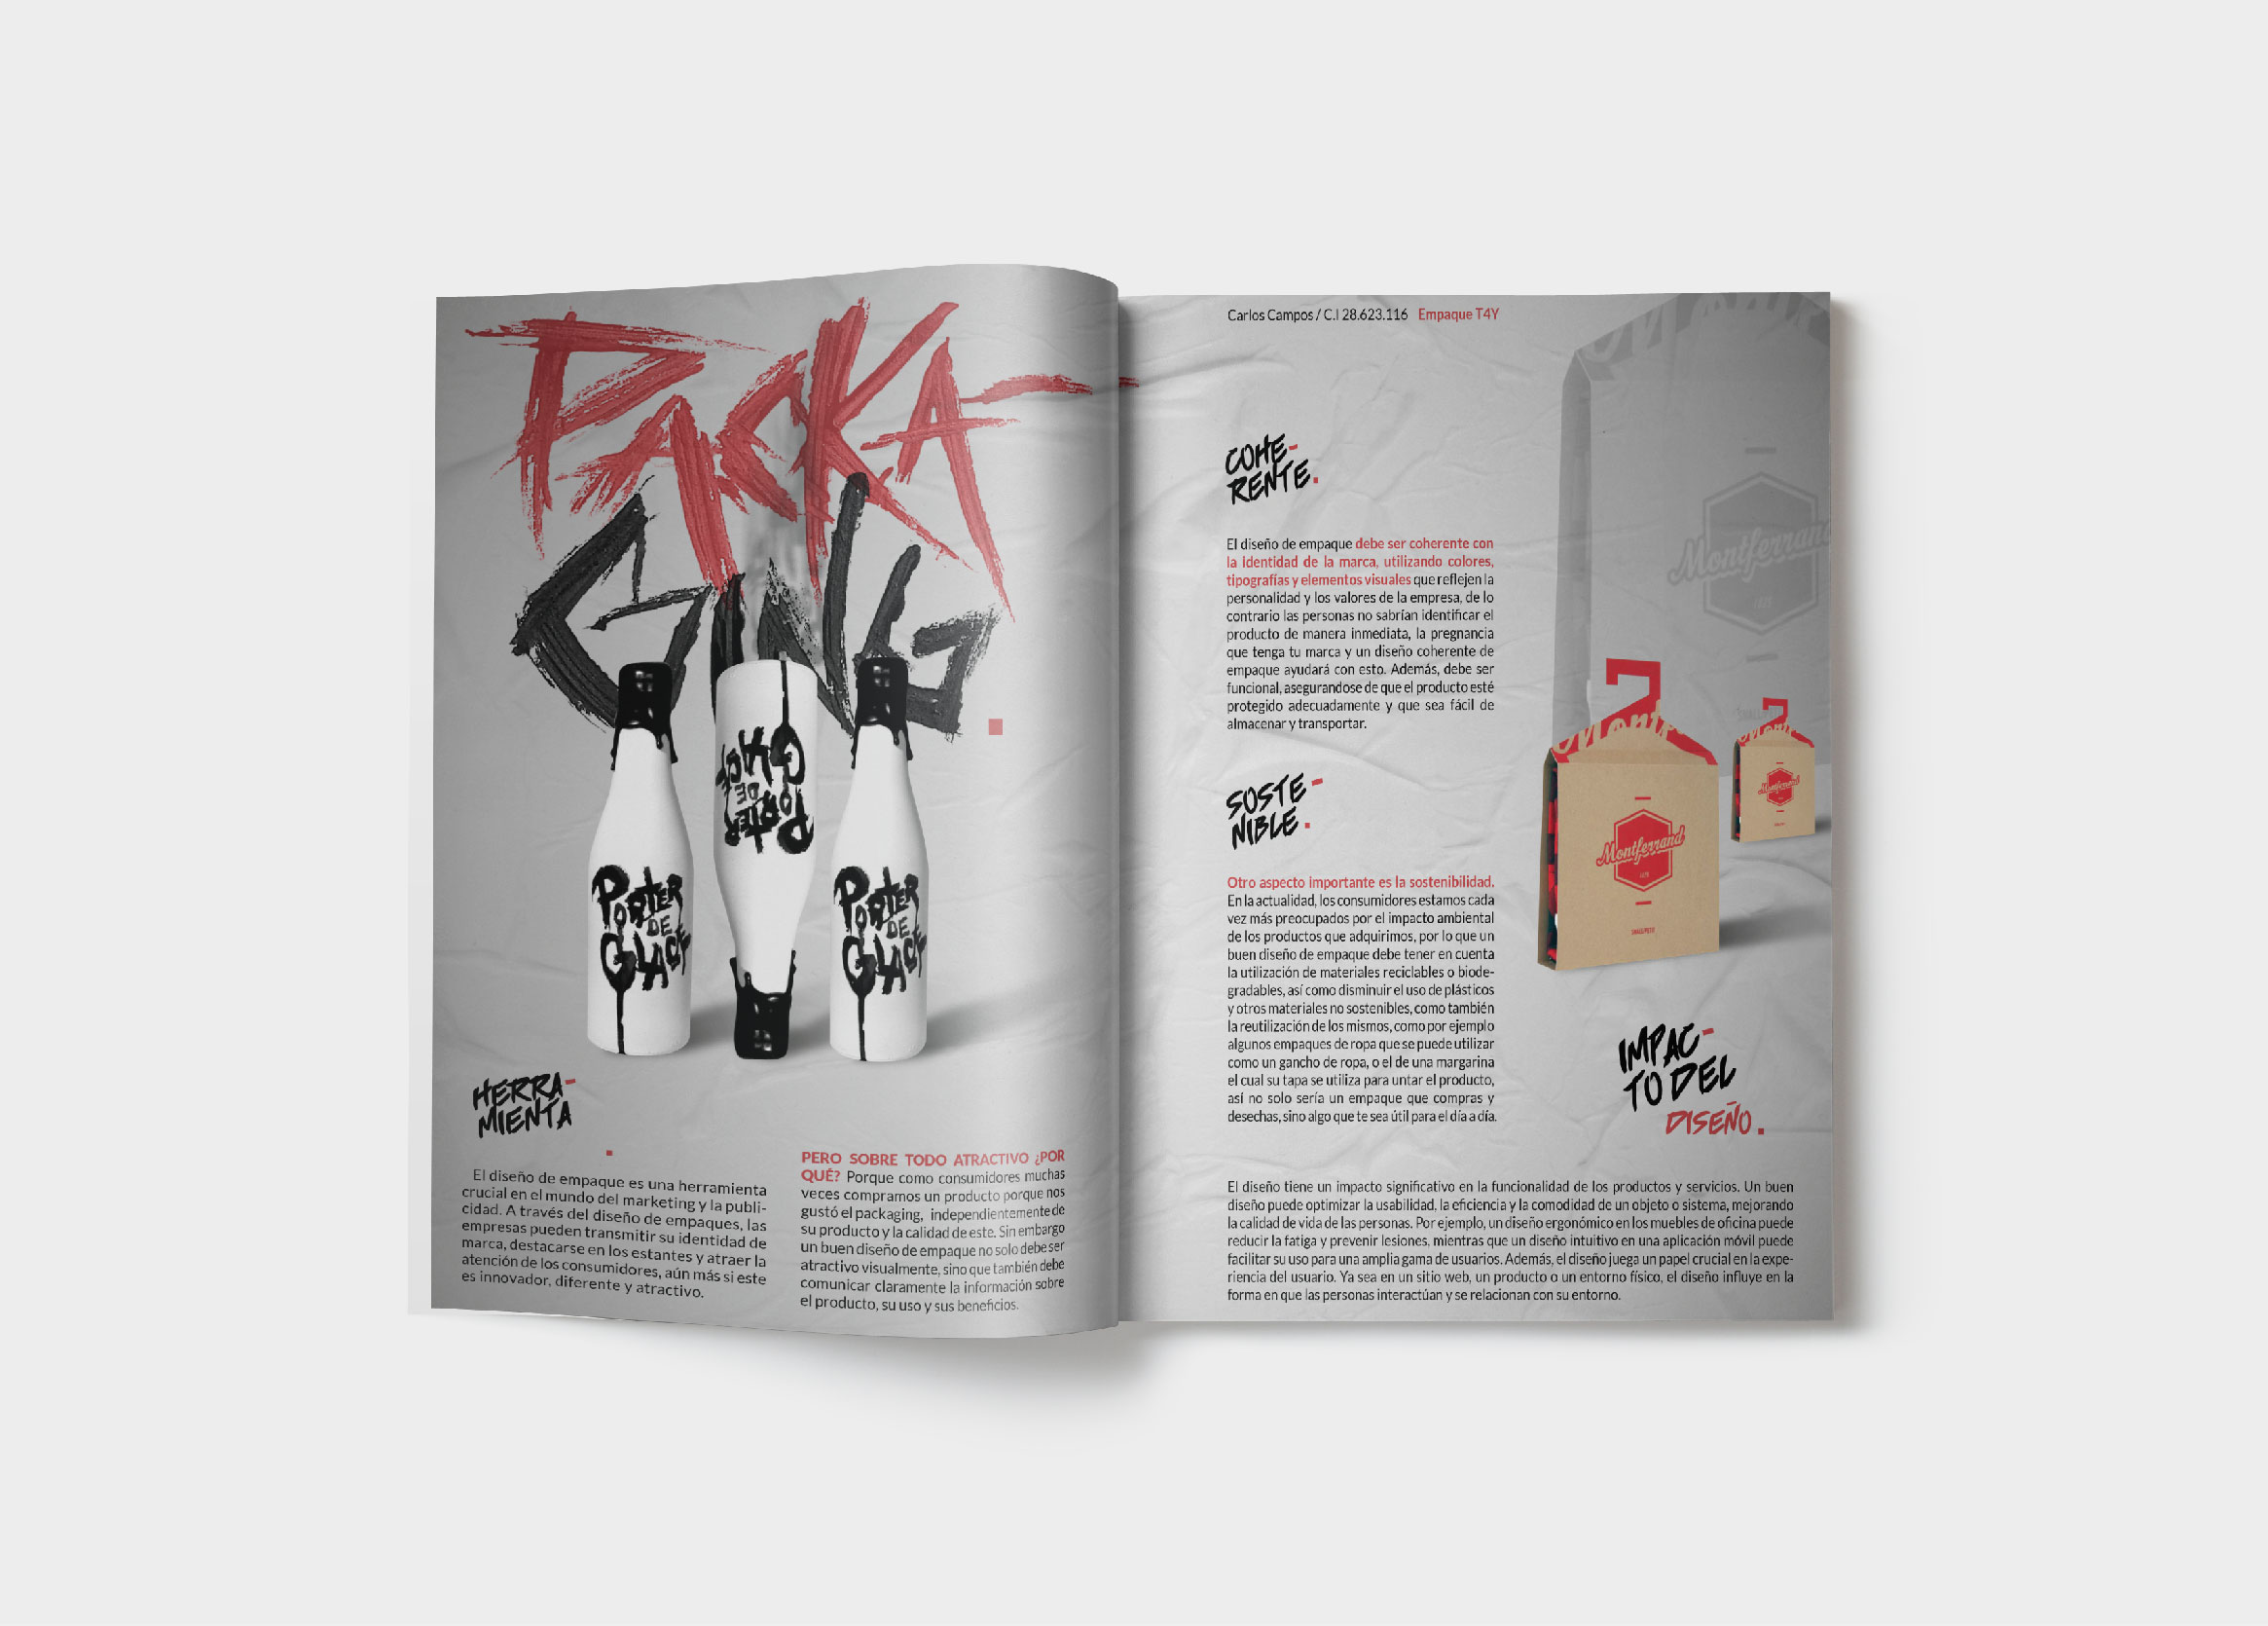 PACKA-
GING
PORTER
DE
GLACE
PORTER
DE
GLACE
PORTER
DE
GLACE
HERRA-
MIENTA
El diseño de empaque es una herramienta
crucial en el mundo del marketing y la publi-
cidad. A través del diseño de empaques, las
empresas pueden transmitir su identidad de
marca, destacarse en los estantes y atraer la
atención de los consumidores, aún más si este
es innovador, diferente y atractivo.
PERO SOBRE TODO ATRACTIVO ¿POR
QUÉ? Porque como consumidores muchas
veces compramos un producto porque nos
gustó el packaging, independientemente de
su producto y la calidad de este. Sin embargo
un buen diseño de empaque no solo debe ser
atractivo visualmente, sino que también debe
comunicar claramente la información sobre
el producto, su uso y sus beneficios.
Carlos Campos / C.I 28.623.116 Empaque T4Y
COHE-
RENTE.
El diseño de empaque debe ser coherente con
la identidad de la marca, utilizando colores,
tipografías y elementos visuales que reflejen la
personalidad y los valores de la empresa, de lo
contrario las personas no sabrían identificar el
producto de manera inmediata, la pregnancia
que tenga tu marca y un diseño coherente de
empaque ayudará con esto. Además, debe ser
funcional, asegurandose de que el producto esté
protegido adecuadamente y que sea fácil de
almacenar y transportar.
SOSTE-
NIBLE.
Otro aspecto importante es la sostenibilidad.
En la actualidad, los consumidores estamos cada
vez más preocupados por el impacto ambiental
de los productos que adquirimos, por lo que un
buen diseño de empaque debe tener en cuenta
la utilización de materiales reciclables o biode-
gradables, así como disminuir el uso de plásticos
y otros materiales no sostenibles, como también
la reutilización de los mismos, como por ejemplo
algunos empaques de ropa que se puede utilizar
como un gancho de ropa, o el de una margarina
el cual su tapa se utiliza para untar el producto,
así no solo sería un empaque que compras y
desechas, sino algo que te sea útil para el día a día.
Montferrand
Montferrand
Montferrand
IMPAC-
TO DEL
DISEÑO.
El diseño tiene un impacto significativo en la funcionalidad de los productos y servicios. Un buen
diseño puede optimizar la usabilidad, la eficiencia y la comodidad de un objeto o sistema, mejorando
la calidad de vida de las personas. Por ejemplo, un diseño ergonómico en los muebles de oficina puede
reducir la fatiga y prevenir lesiones, mientras que un diseño intuitivo en una aplicación móvil puede
facilitar su uso para una amplia gama de usuarios. Además, el diseño juega un papel crucial en la expe-
riencia del usuario. Ya sea en un sitio web, un producto o un entorno físico, el diseño influye en la
forma en que las personas interactúan y se relacionan con su entorno.